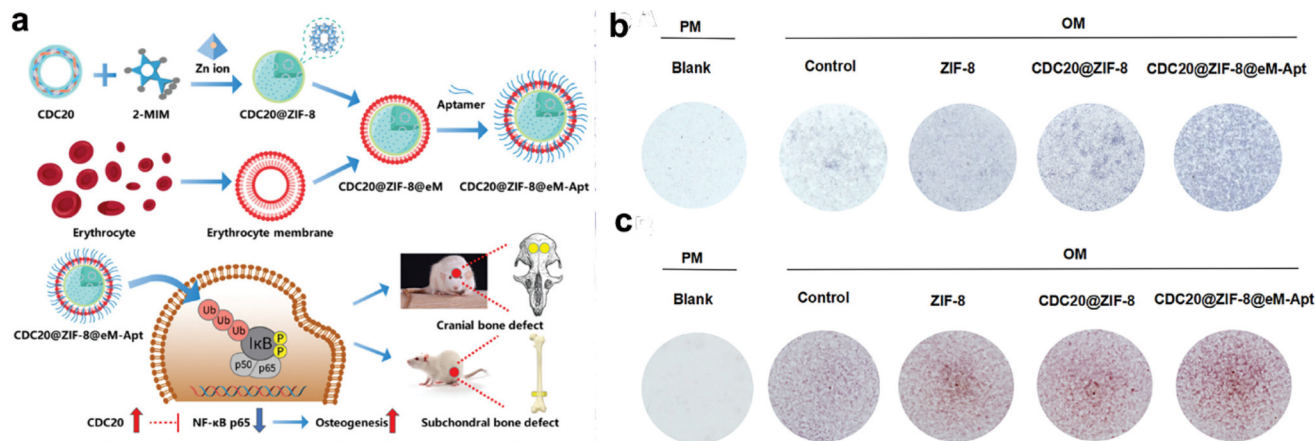 a
Zn ion
CDC20
2-MIM
CDC20@ZIF-8
Aptamer
CDC20@ZIF-8@eM
CDC20@ZIF-8@eM-Apt
Erythrocyte
Erythrocyte membrane
CDC20@ZIF-8@eM-Apt
Ub
Ub
Ub
IκB
P
P
p50
p65
Cranial bone defect
Subchondral bone defect
CDC20
NF-κB p65
Osteogenesis
b
PM
OM
Blank
Control
ZIF-8
CDC20@ZIF-8
CDC20@ZIF-8@eM-Apt
c
PM
OM
Blank
Control
ZIF-8
CDC20@ZIF-8
CDC20@ZIF-8@eM-Apt